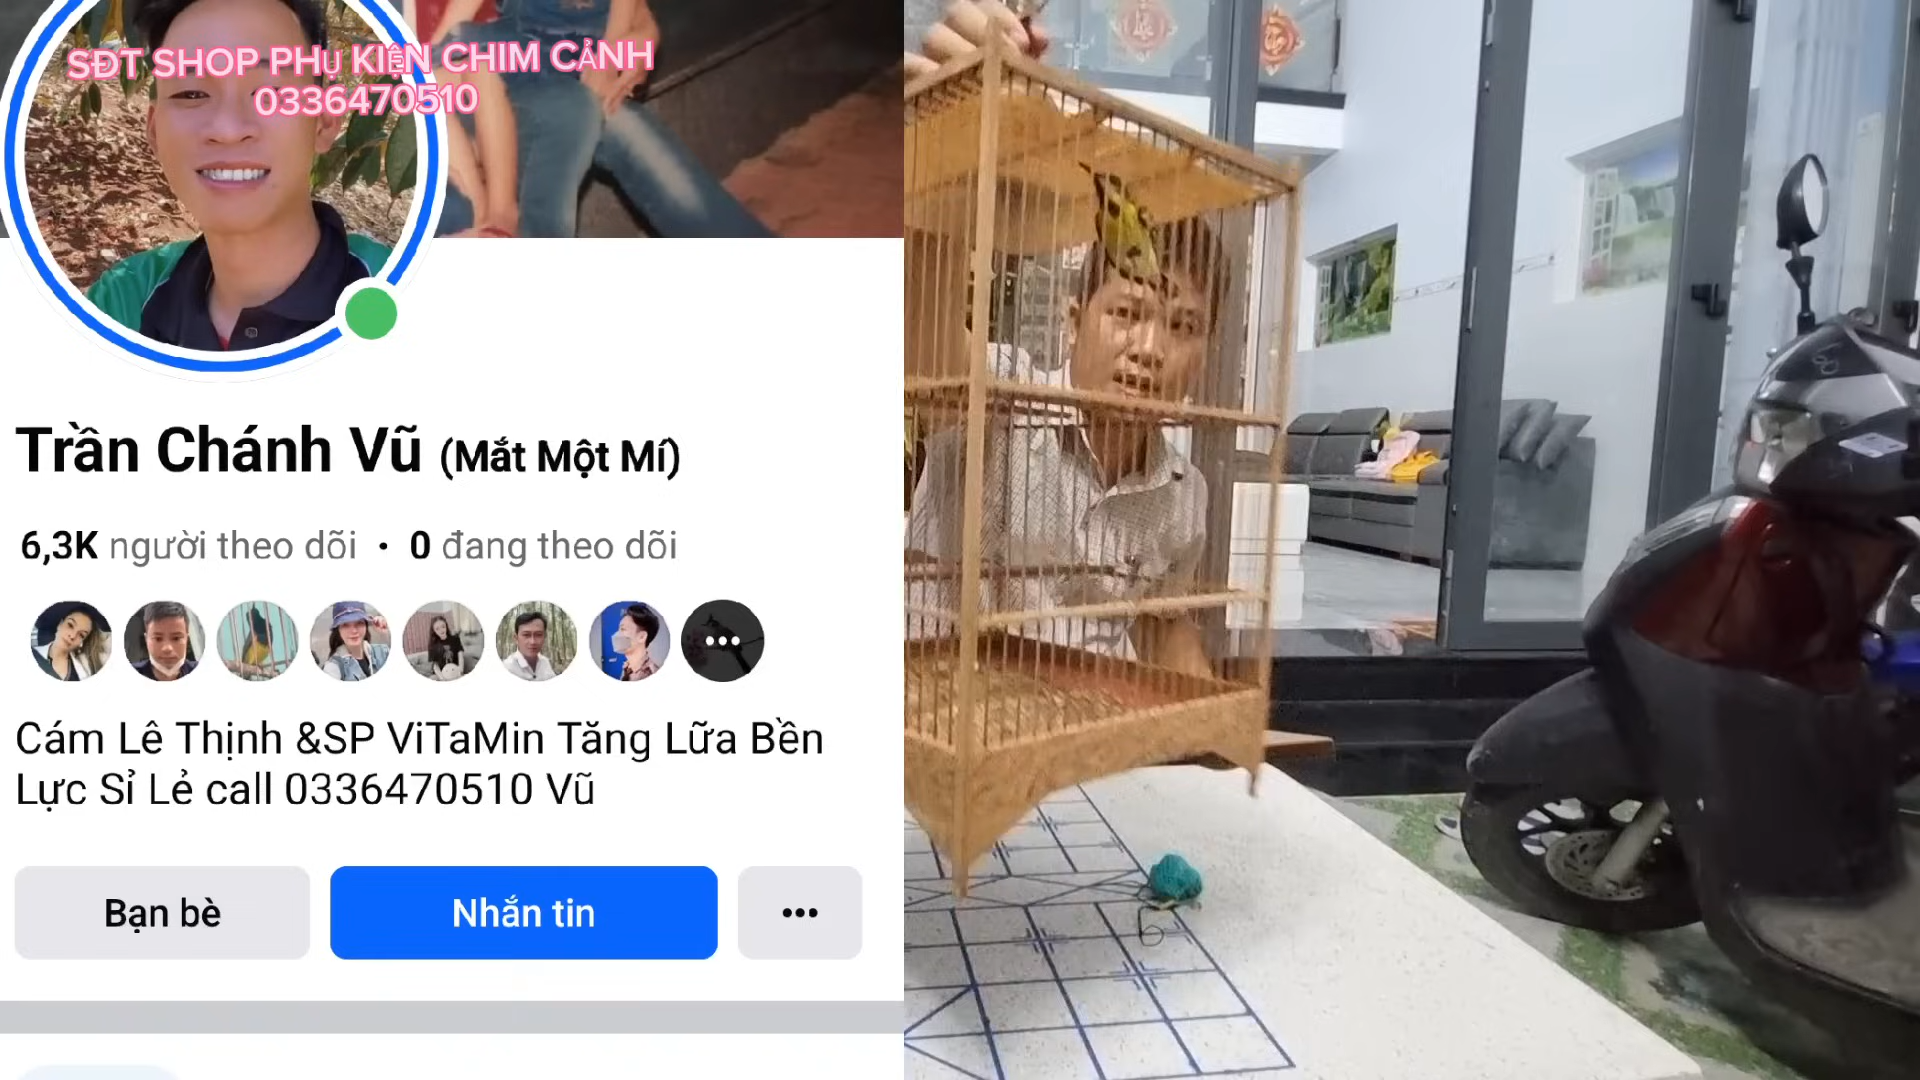 SĐT SHOP PHỤ KIỆN CHIM CẢNH
0336470510
Trần Chánh Vũ (Mắt Một Mí)
6,3K người theo dõi • 0 đang theo dõi
Cám Lê Thịnh &SP ViTaMin Tăng Lữa Bền
Lực Sỉ Lẻ call 0336470510 Vũ
Bạn bè
Nhắn tin